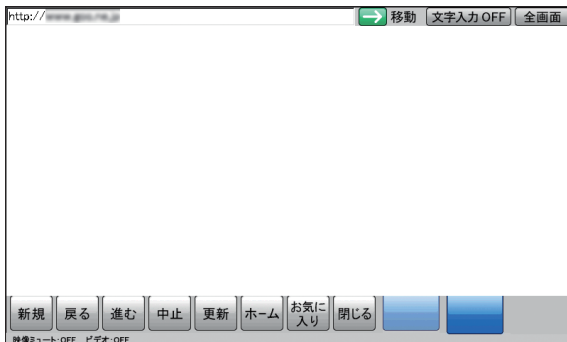 http://
移動 文字入力 OFF 全画面
新規 戻る 進む 中止 更新 ホーム お気に入り 閉じる
映像ミュート:OFF ビデオ:OFF